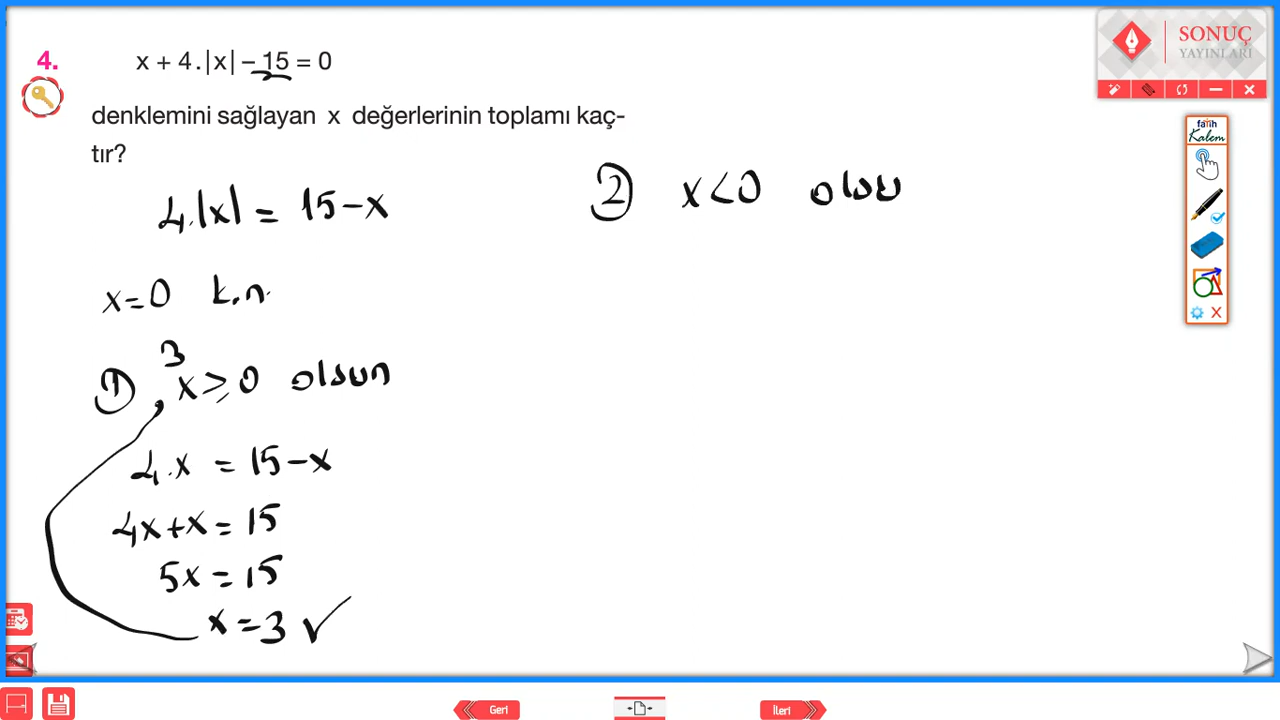 4. x + 4.|x| – 15 = 0
denklemini sağlayan x değerlerinin toplamı kaç-
tır?
4.|x| = 15-x
x=0 k.n.
3
① x≥0 olsun
4.x = 15-x
4x+x=15
5x=15
x=3 ✓
② x<0 olsu
SONUÇ
YAYINLARI
fatih
Kalem
Geri
İleri